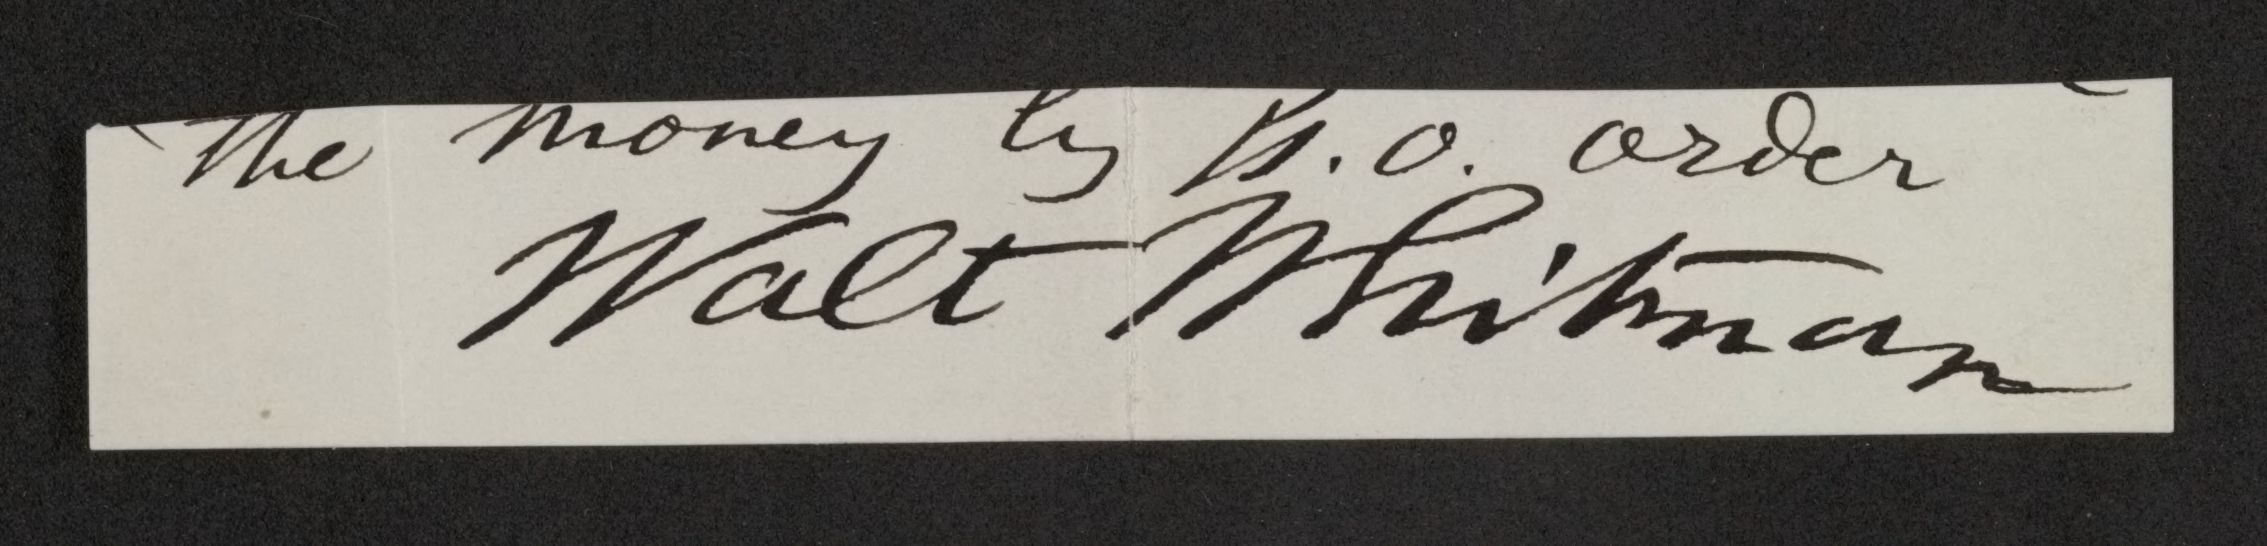 the money by P.O. order
Walt Whitman